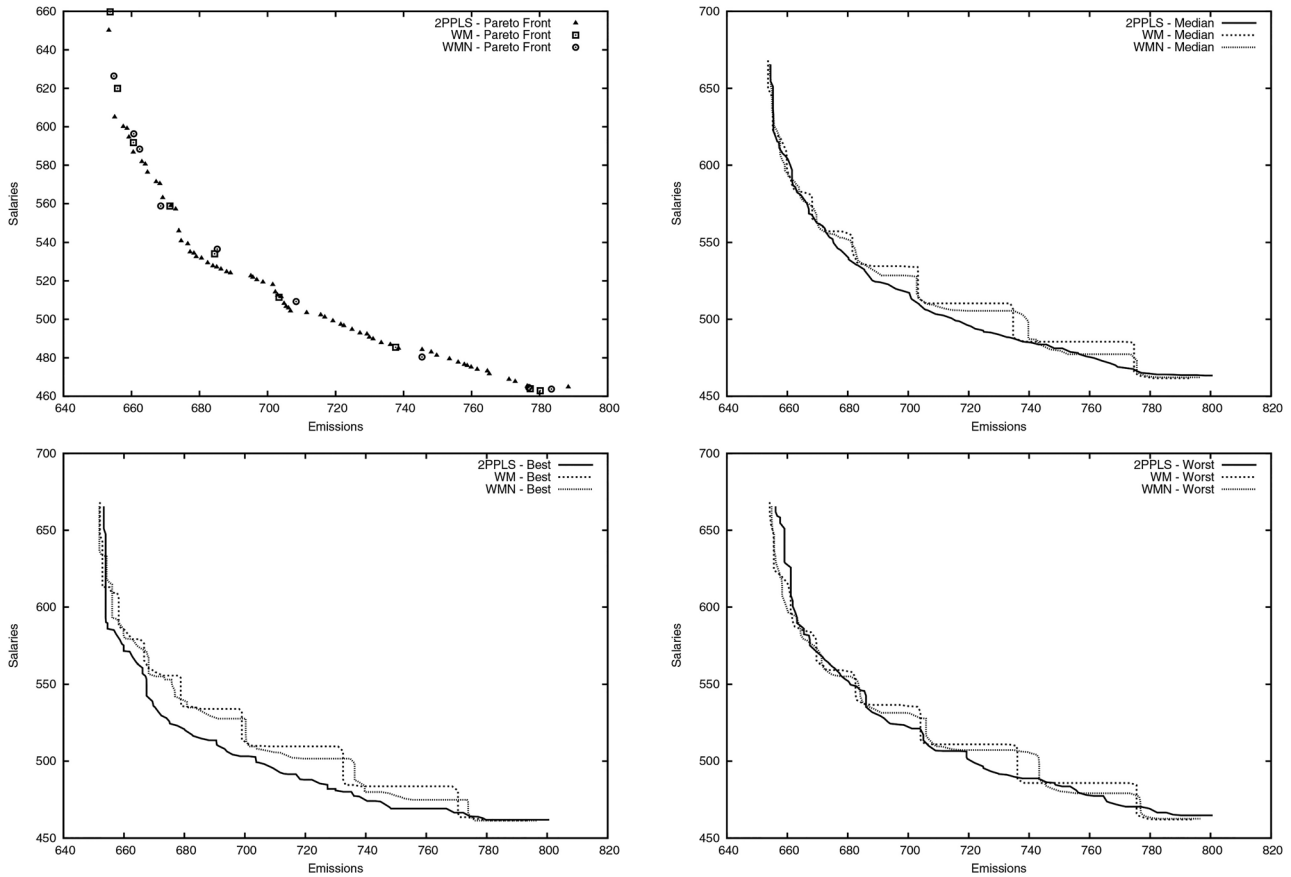 2PPLS - Pareto Front
WM - Pareto Front
WMN - Pareto Front
660
640
620
600
580
560
540
520
500
480
460
640 660 680 700 720 740 760 780 800
Salaries
Emissions
2PPLS - Median
WM - Median
WMN - Median
700
650
600
550
500
450
640 660 680 700 720 740 760 780 800 820
Salaries
Emissions
2PPLS - Best
WM - Best
WMN - Best
700
650
600
550
500
450
640 660 680 700 720 740 760 780 800 820
Salaries
Emissions
2PPLS - Worst
WM - Worst
WMN - Worst
700
650
600
550
500
450
640 660 680 700 720 740 760 780 800 820
Salaries
Emissions